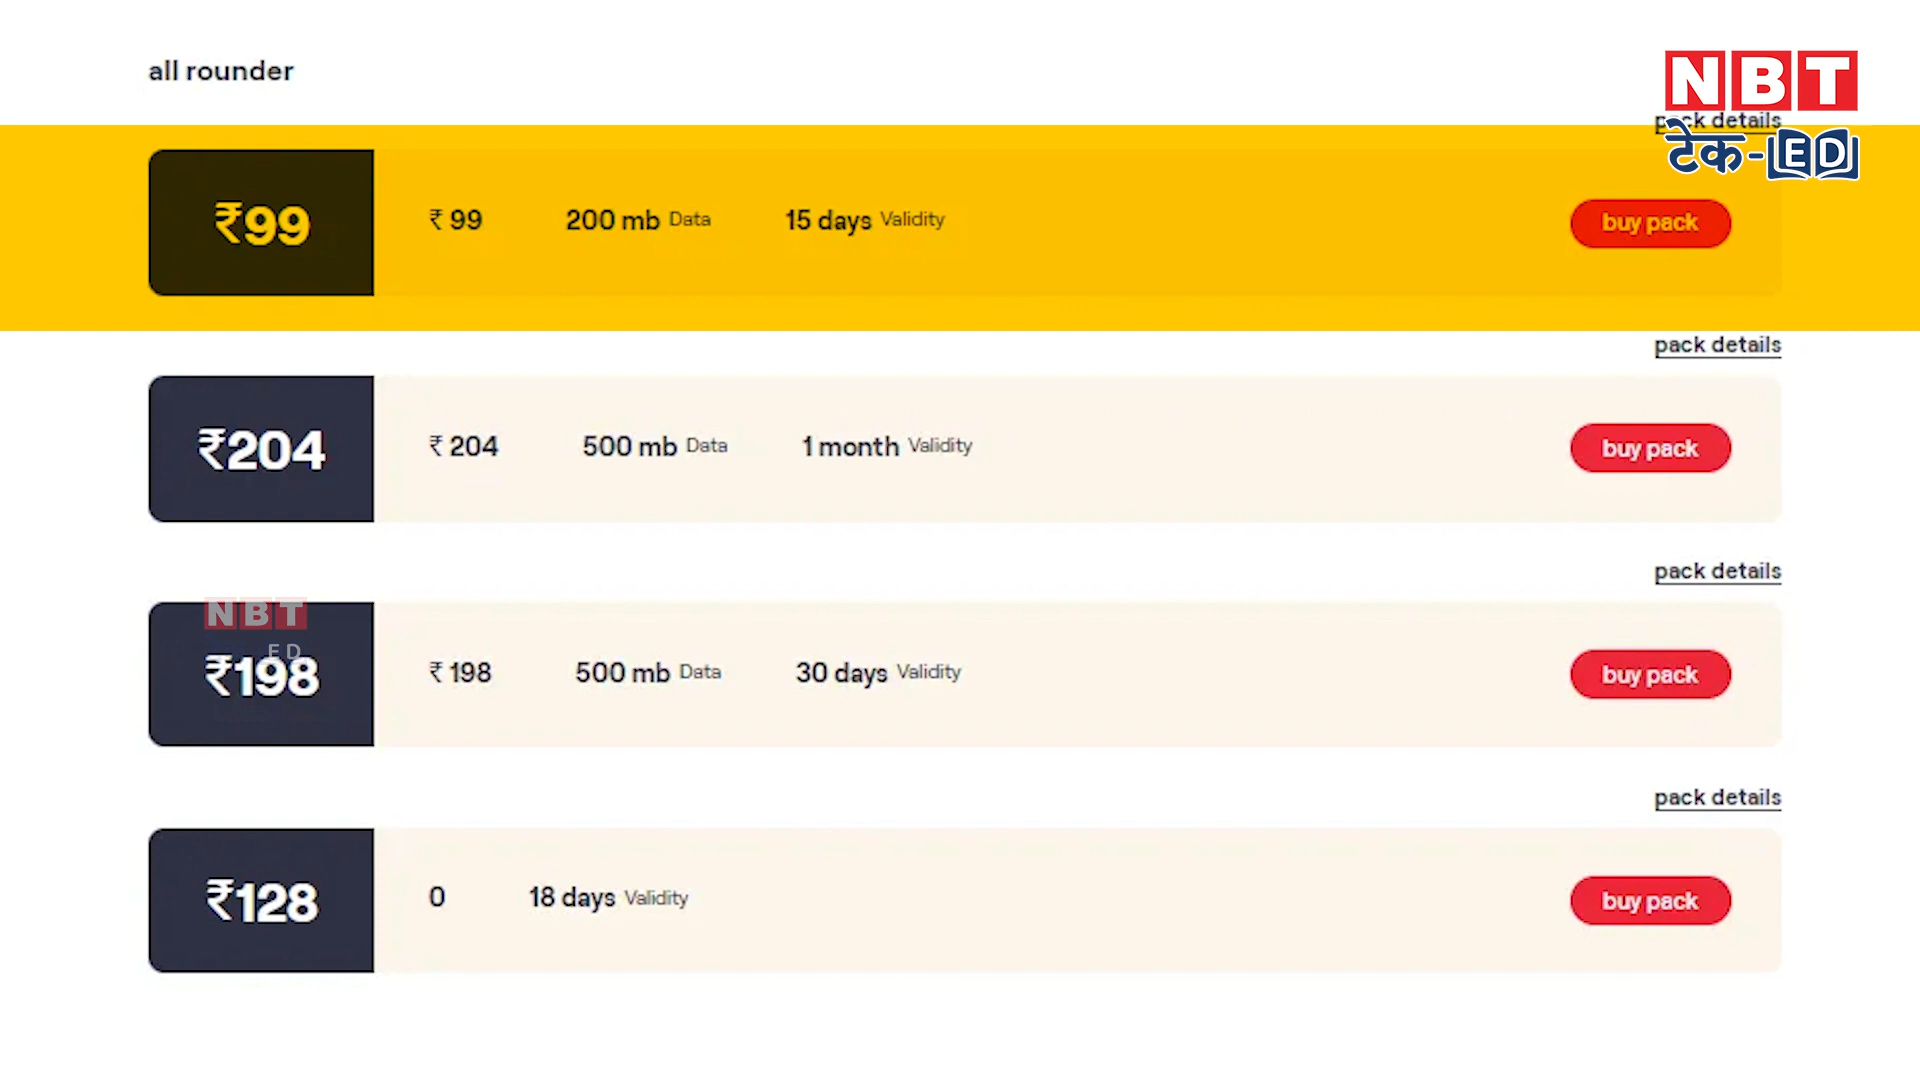 all rounder
NBT
pack details
टेक-ED
₹99 ₹ 99 200 mb Data 15 days Validity buy pack
pack details
₹204 ₹ 204 500 mb Data 1 month Validity buy pack
pack details
NBT
ED
₹198 ₹ 198 500 mb Data 30 days Validity buy pack
pack details
₹128 0 18 days Validity buy pack